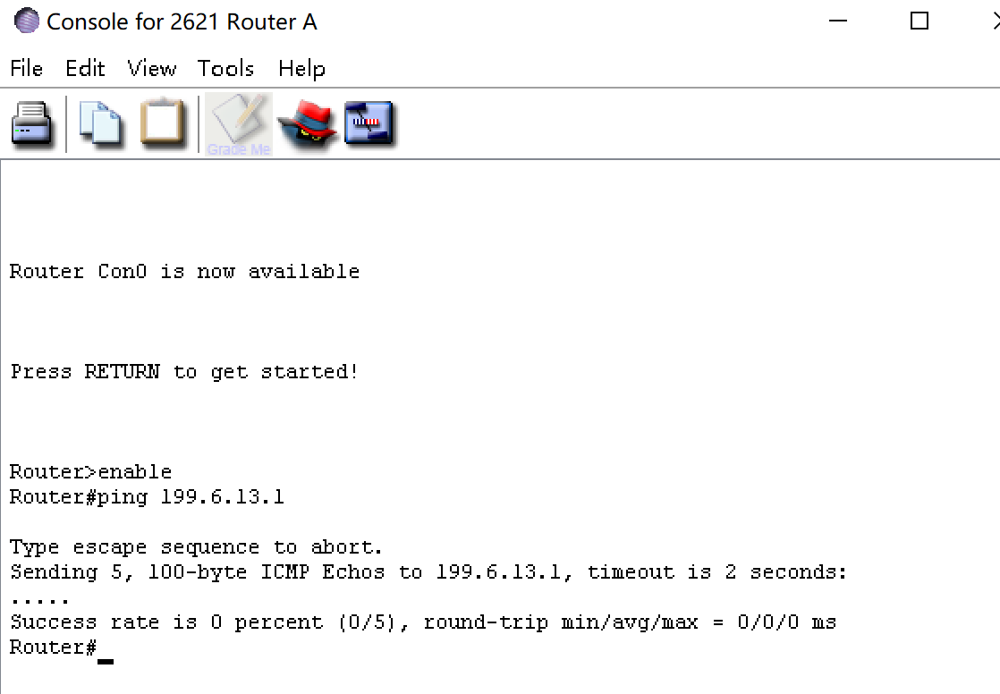 Console for 2621 Router A
File Edit View Tools Help
Grade Me
Router Con0 is now available
Press RETURN to get started!
Router>enable
Router#ping 199.6.13.1
Type escape sequence to abort.
Sending 5, 100-byte ICMP Echos to 199.6.13.1, timeout is 2 seconds:
.....
Success rate is 0 percent (0/5), round-trip min/avg/max = 0/0/0 ms
Router#